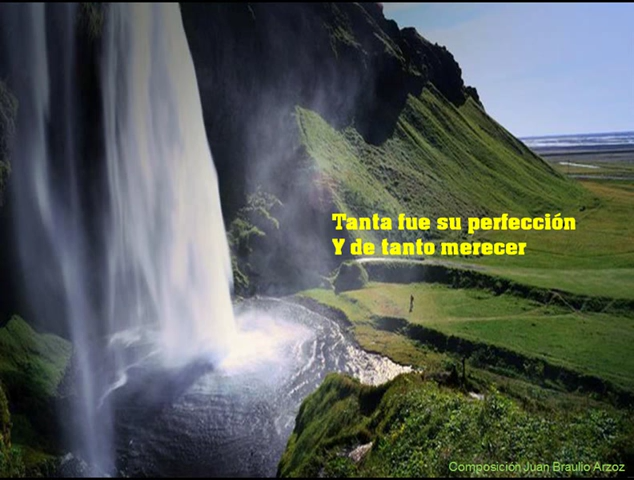 Tanta fue su perfección
Y de tanto merecer
Composición Juan Braulio Arzoz